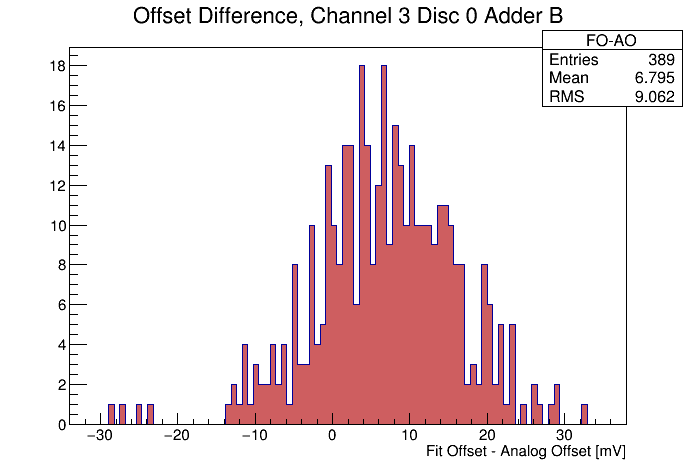 Offset Difference, Channel 3 Disc 0 Adder B
FO-AO
Entries 389
Mean 6.795
RMS 9.062
18
16
14
12
10
8
6
4
2
0
−30 −20 −10 0 10 20 30
Fit Offset - Analog Offset [mV]